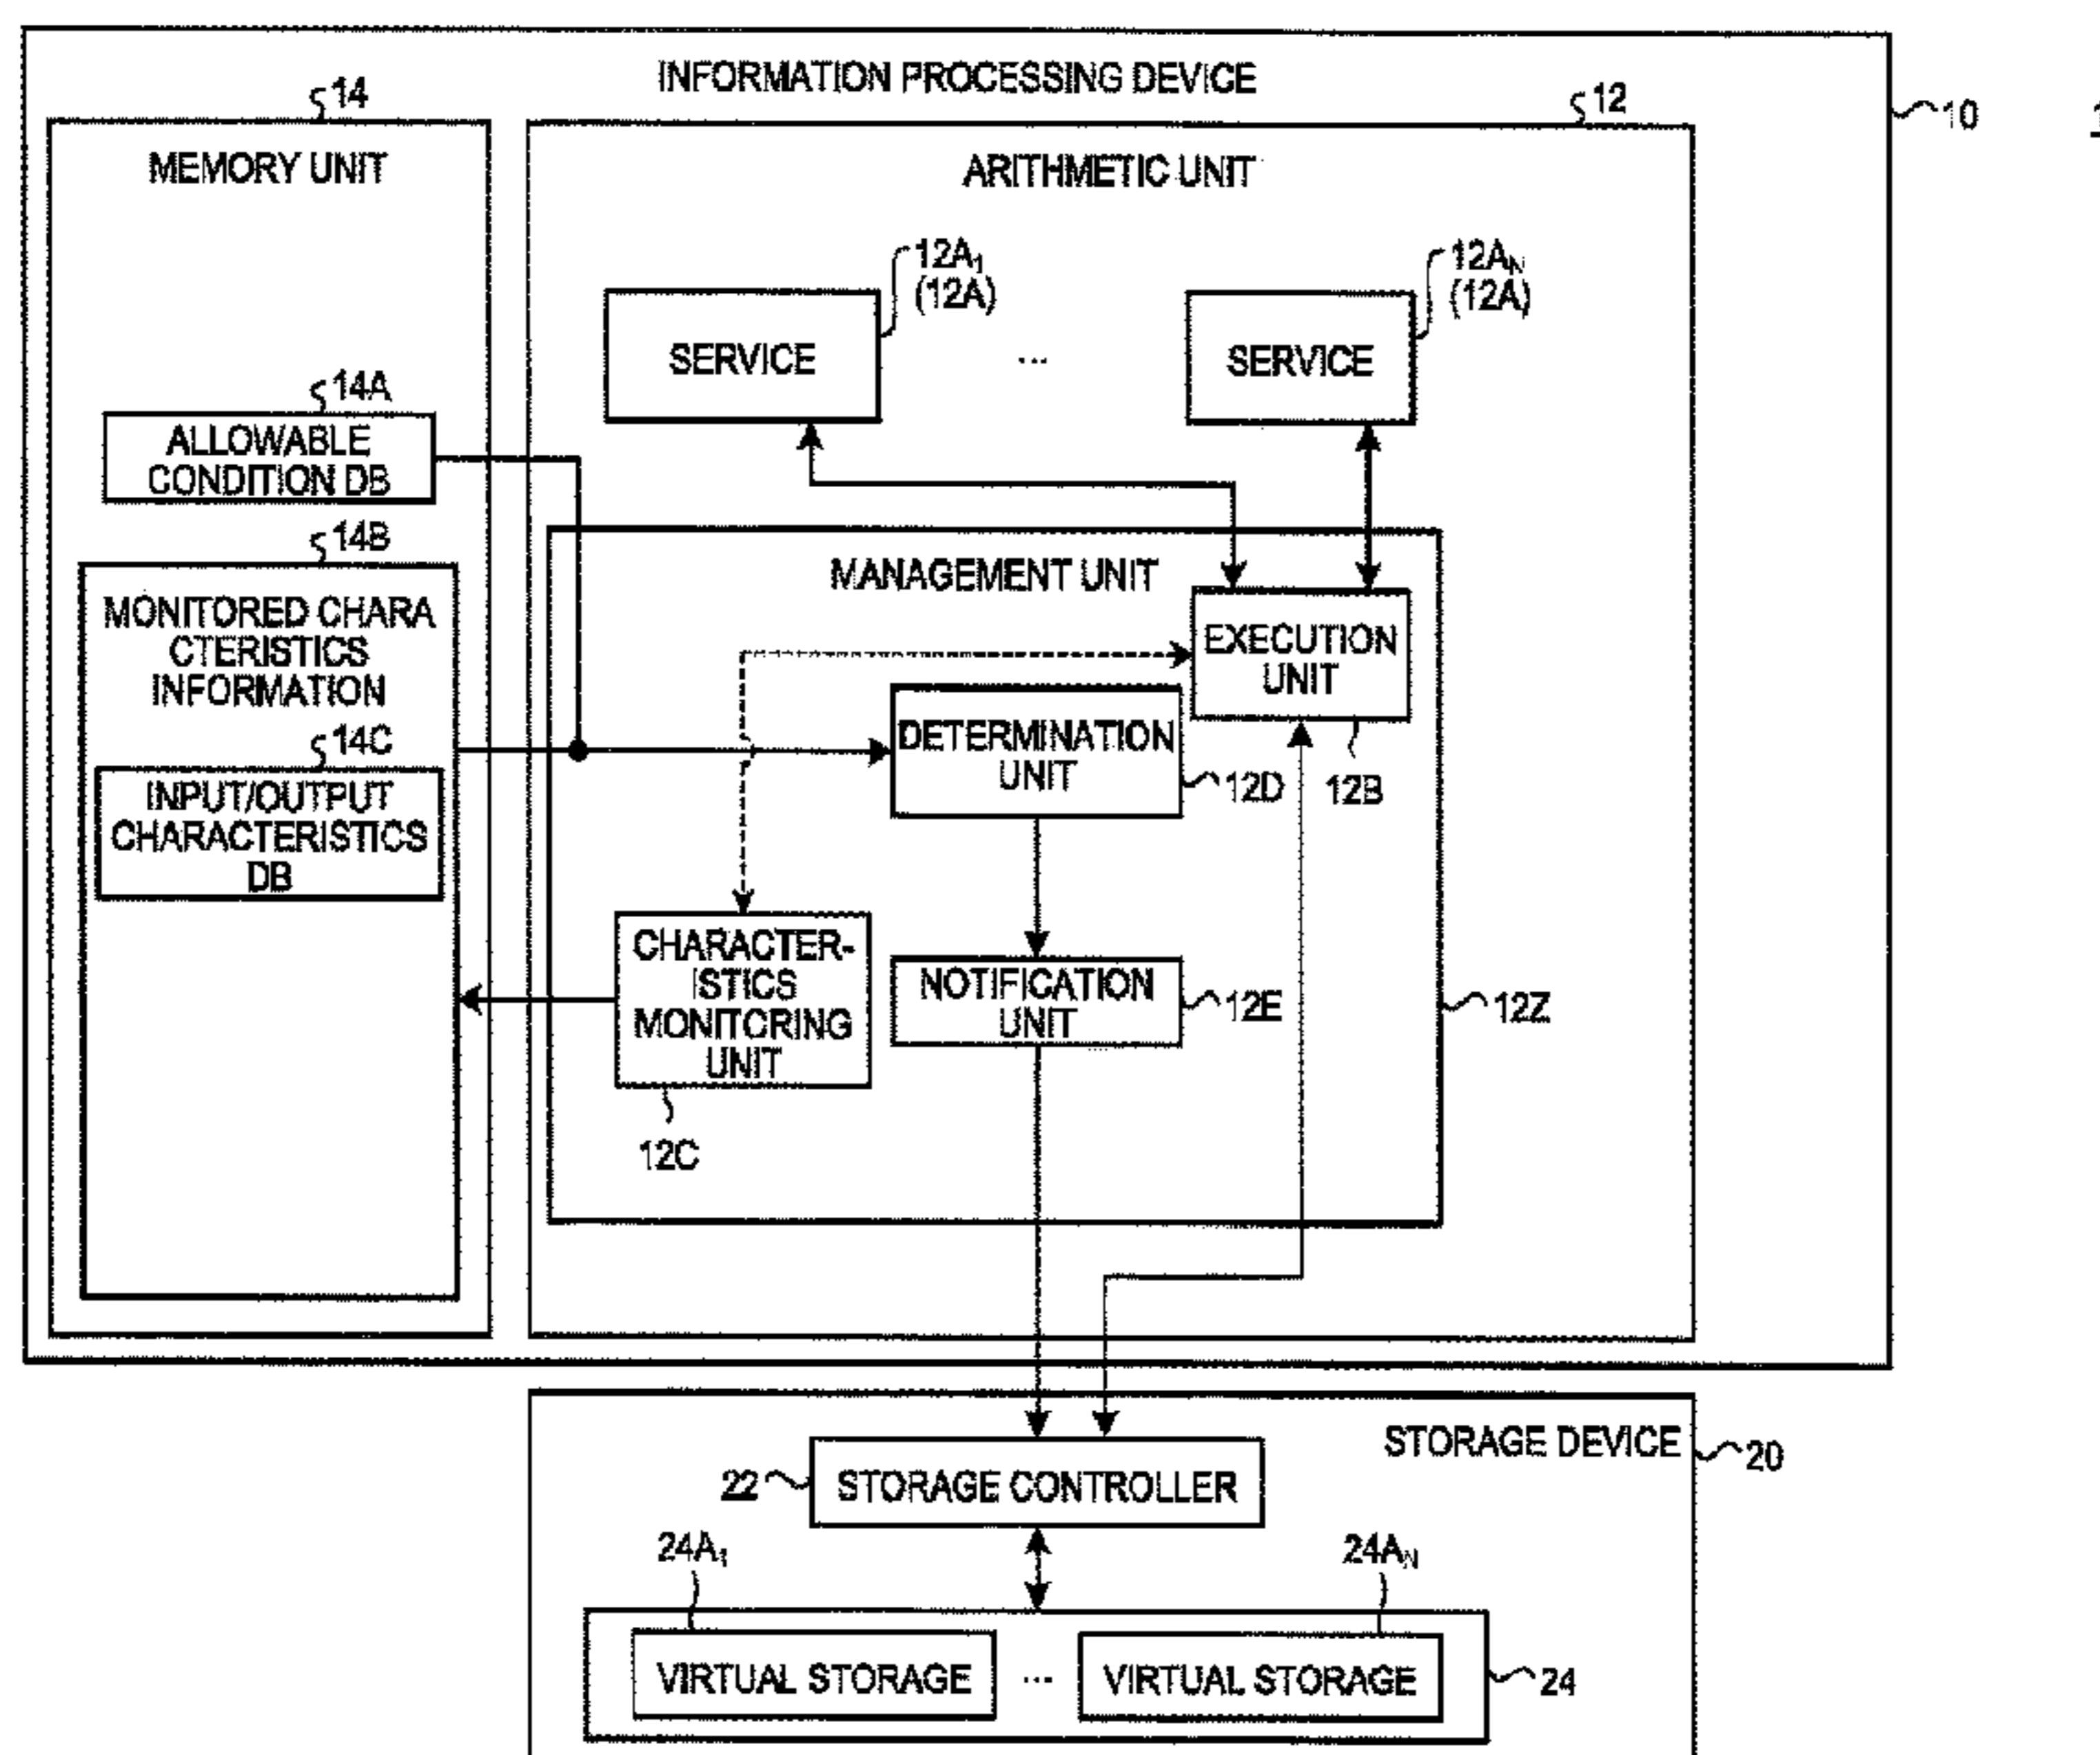 INFORMATION PROCESSING DEVICE
10
1
14
MEMORY UNIT
12
ARITHMETIC UNIT
12A1
(12A)
SERVICE
...
12AN
(12A)
SERVICE
14A
ALLOWABLE
CONDITION DB
14B
MONITORED CHARA
CTERISTICS
INFORMATION
14C
INPUT/OUTPUT
CHARACTERISTICS
DB
MANAGEMENT UNIT
EXECUTION
UNIT
12B
DETERMINATION
UNIT
12D
CHARACTER-
ISTICS
MONITORING
UNIT
12C
NOTIFICATION
UNIT
12E
12Z
STORAGE DEVICE
20
22
STORAGE CONTROLLER
24A1
VIRTUAL STORAGE
...
24AN
VIRTUAL STORAGE
24